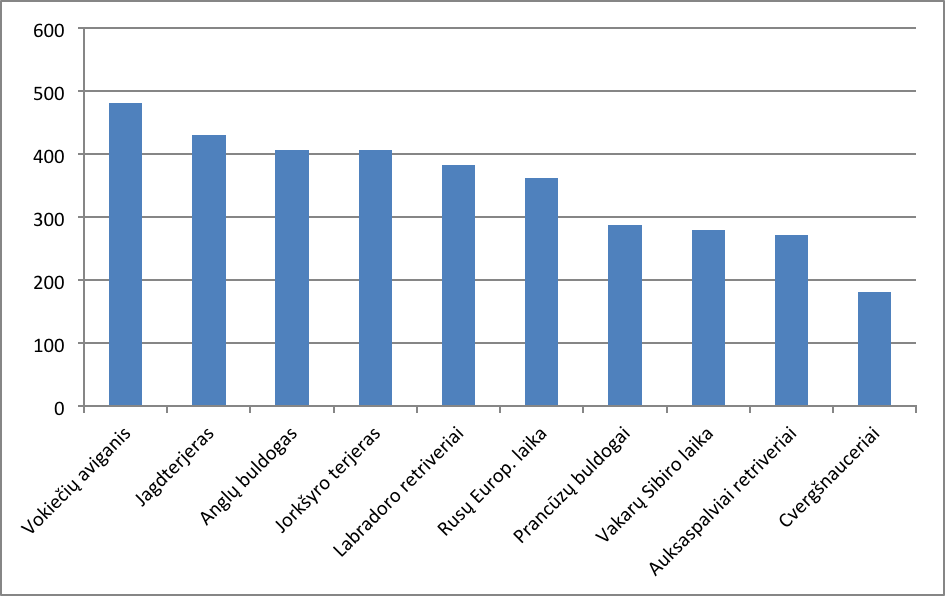 600
500
400
300
200
100
0
Vokiečių aviganis
Jagdterjeras
Anglų buldogas
Jorkšyro terjeras
Labradoro retriveriai
Rusų Europ. laika
Prancūzų buldogai
Vakarų Sibiro laika
Auksaspalviai retriveriai
Cvergšnauceriai